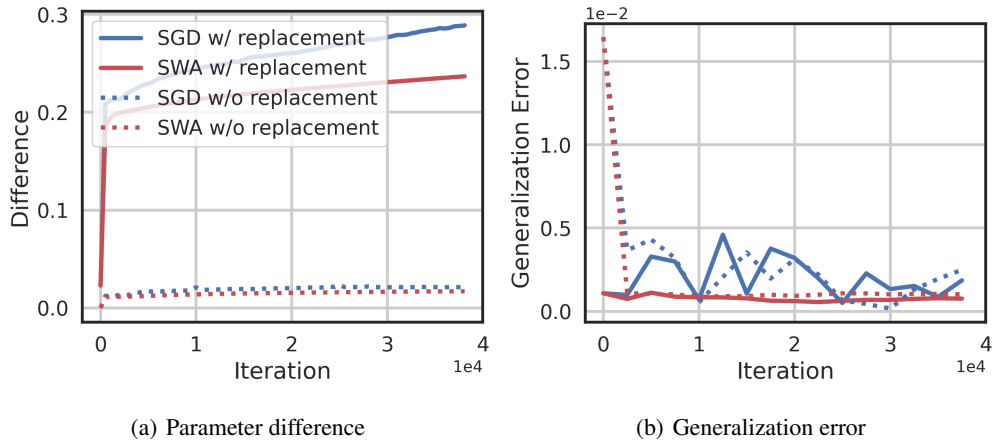 0.3
0.2
0.1
0.0
Difference
SGD w/ replacement
SWA w/ replacement
SGD w/o replacement
SWA w/o replacement
0 1 2 3 4
1e4
Iteration
(a) Parameter difference
1e−2
1.5
1.0
0.5
0.0
Generalization Error
0 1 2 3 4
1e4
Iteration
(b) Generalization error